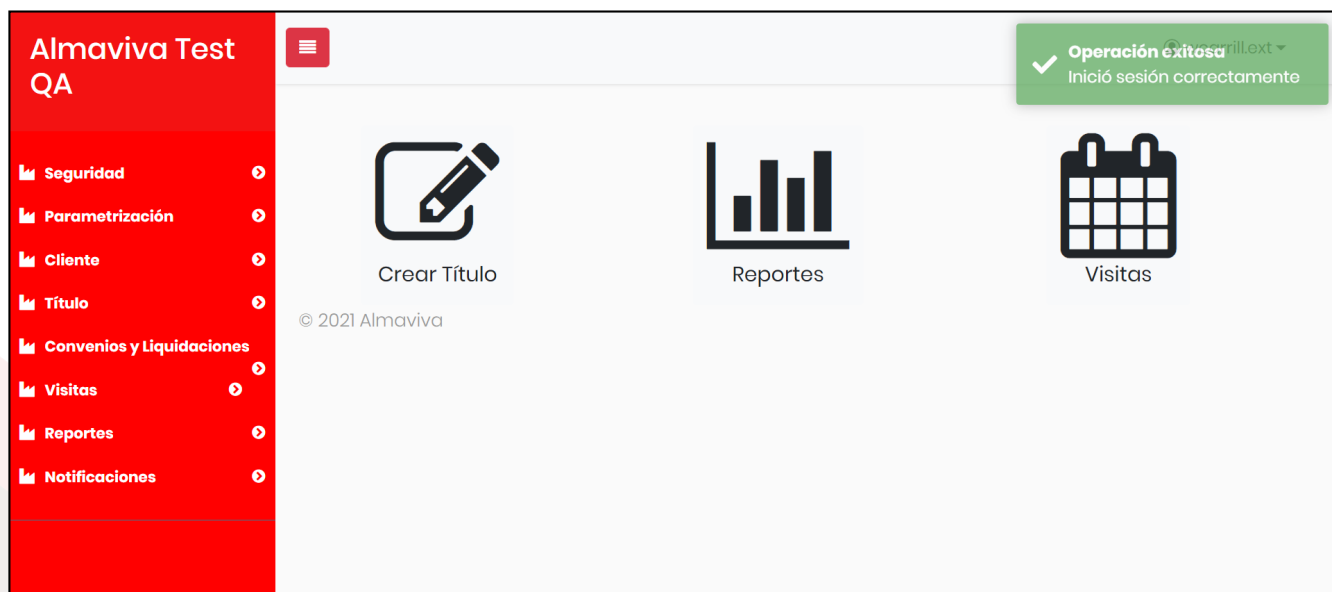 Almaviva Test
QA
Operación exitosa
Inició sesión correctamente
Seguridad
Parametrización
Cliente
Título
Convenios y Liquidaciones
Visitas
Reportes
Notificaciones
Crear Título
Reportes
Visitas
© 2021 Almaviva